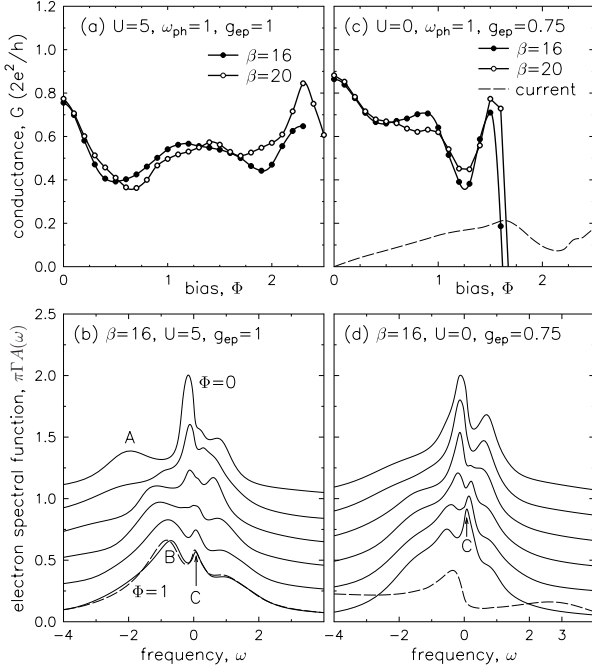 (a) U=5, ωph=1, gep=1
β=16
β=20
conductance, G (2e²/h)
1.2
1.0
0.8
0.6
0.4
0.2
0.0
0
1
2
bias, Φ
(c) U=0, ωph=1, gep=0.75
β=16
β=20
current
0
1
2
bias, Φ
(b) β=16, U=5, gep=1
Φ=0
A
B
C
Φ=1
electron spectral function, πΓA(ω)
2.5
2.0
1.5
1.0
0.5
0.0
-4
-2
0
2
frequency, ω
(d) β=16, U=0, gep=0.75
C
-4
-3
-2
-1
0
1
2
3
4
frequency, ω